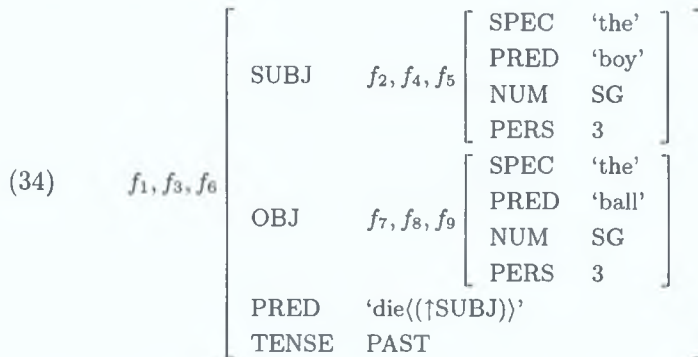 SPEC ‘the’
PRED ‘boy’
SUBJ f2, f4, f5
NUM SG
PERS 3
(34) f1, f3, f6
SPEC ‘the’
PRED ‘ball’
OBJ f7, f8, f9
NUM SG
PERS 3
PRED ‘die⟨(↑SUBJ)⟩’
TENSE PAST